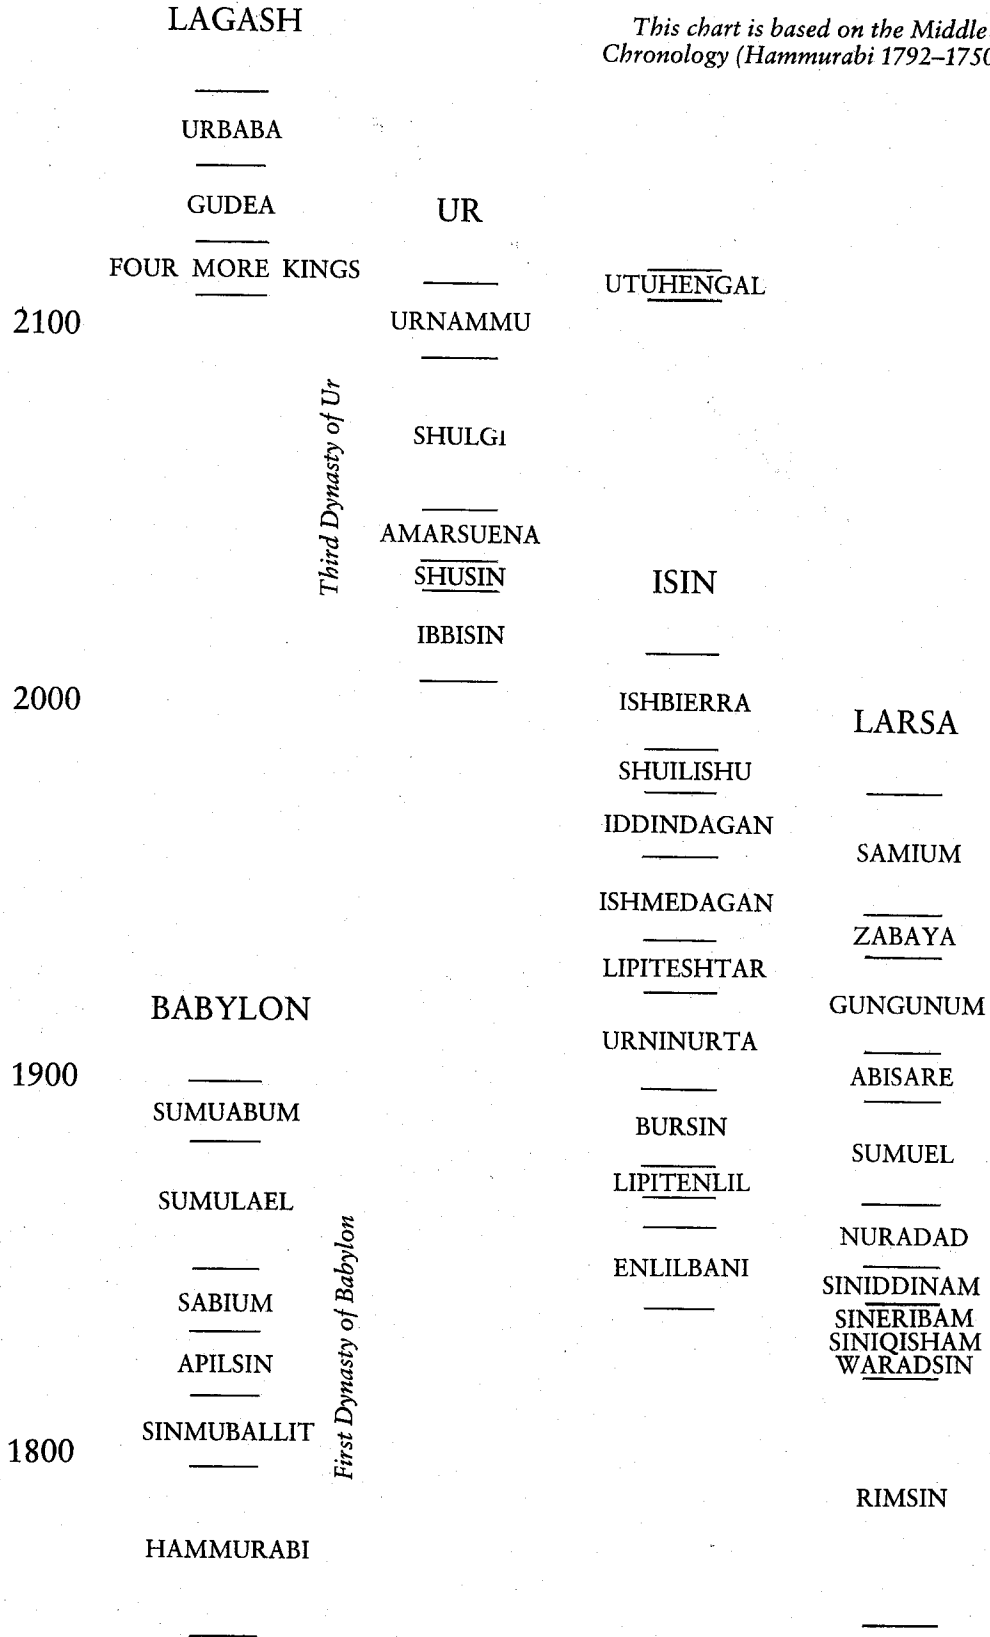 LAGASH
This chart is based on the Middle
Chronology (Hammurabi 1792–1750
URBABA
GUDEA
FOUR MORE KINGS
UR
UTUHENGAL
2100
URNAMMU
Third Dynasty of Ur
SHULGI
AMARSUENA
SHUSIN
IBBISIN
ISIN
2000
ISHBIERRA
SHUILISHU
IDDINDAGAN
ISHMEDAGAN
LIPITESHTAR
URNINURTA
BURSIN
LIPITENLIL
ENLILBANI
LARSA
SAMIUM
ZABAYA
GUNGUNUM
ABISARE
SUMUEL
NURADAD
SINIDDINAM
SINERIBAM
SINIQISHAM
WARADSIN
RIMSIN
BABYLON
1900
SUMUABUM
SUMULAEL
First Dynasty of Babylon
SABIUM
APILSIN
SINMUBALLIT
1800
HAMMURABI